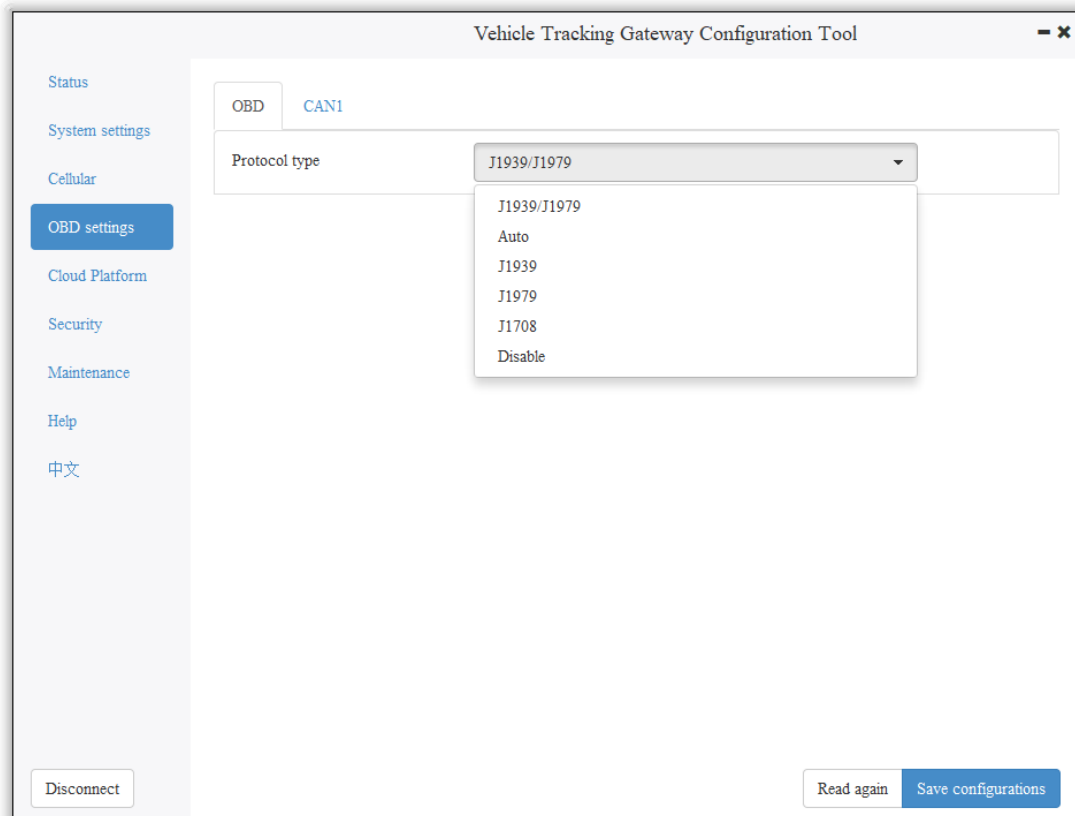 Vehicle Tracking Gateway Configuration Tool
Status
System settings
Cellular
OBD settings
Cloud Platform
Security
Maintenance
Help
中文
OBD CAN1
Protocol type J1939/J1979
J1939/J1979
Auto
J1939
J1979
J1708
Disable
Disconnect
Read again Save configurations